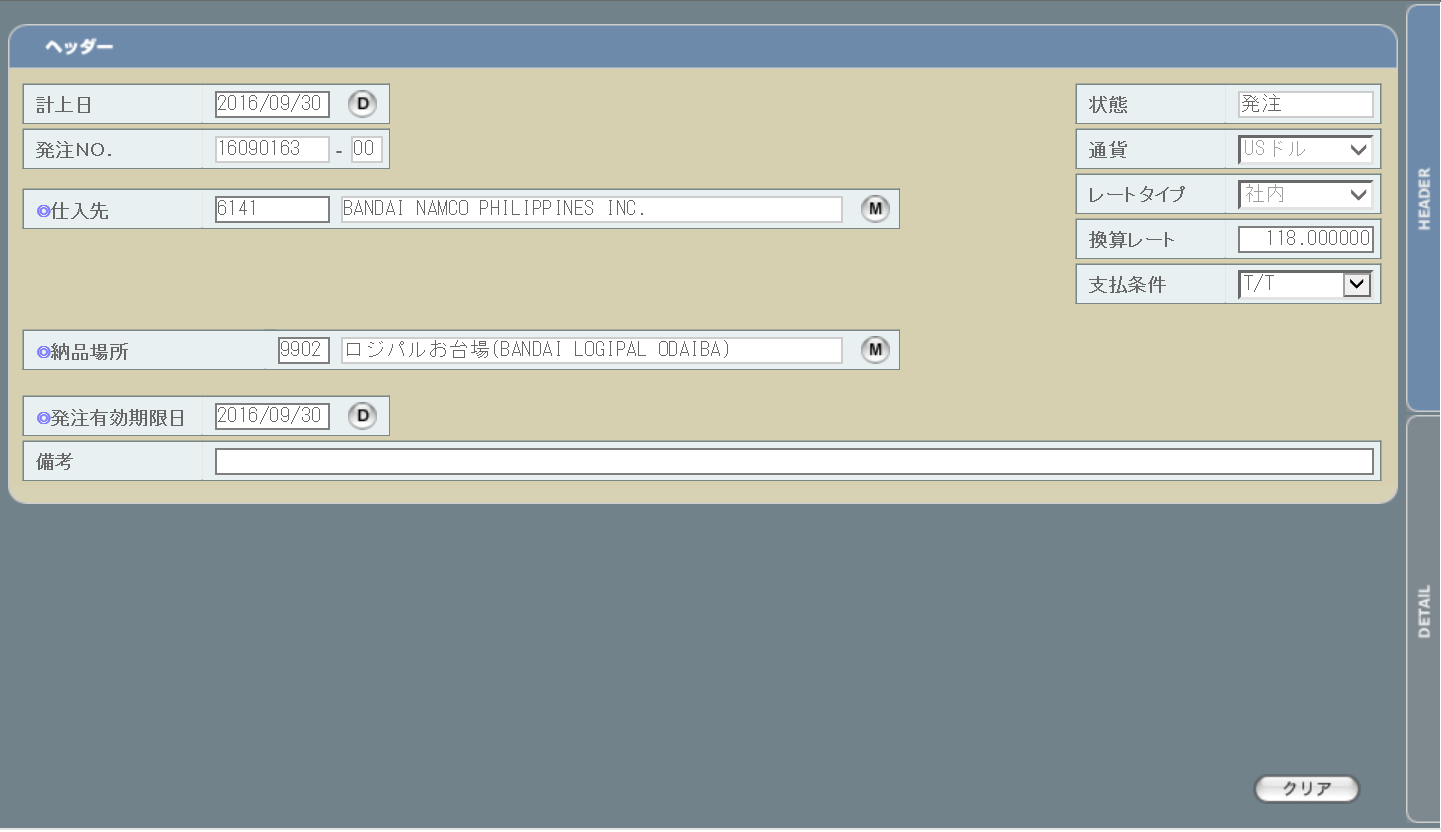 ヘッダー
計上日 2016/09/30 D
状態 発注
発注NO. 16090163 - 00
通貨 USドル
レートタイプ 社内
◎仕入先 6141 BANDAI NAMCO PHILIPPINES INC. M
換算レート 118.000000
支払条件 T/T
◎納品場所 9902 ロジパルお台場(BANDAI LOGIPAL ODAIBA) M
◎発注有効期限日 2016/09/30 D
備考
HEADER
DETAIL
クリア